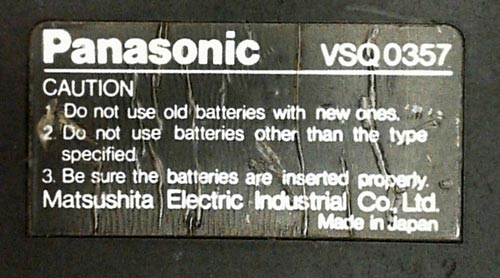 Panasonic VSQ0357
CAUTION
1. Do not use old batteries with new ones.
2. Do not use batteries other than the type
specified.
3. Be sure the batteries are inserted properly.
Matsushita Electric Industrial Co., Ltd.
Made in Japan